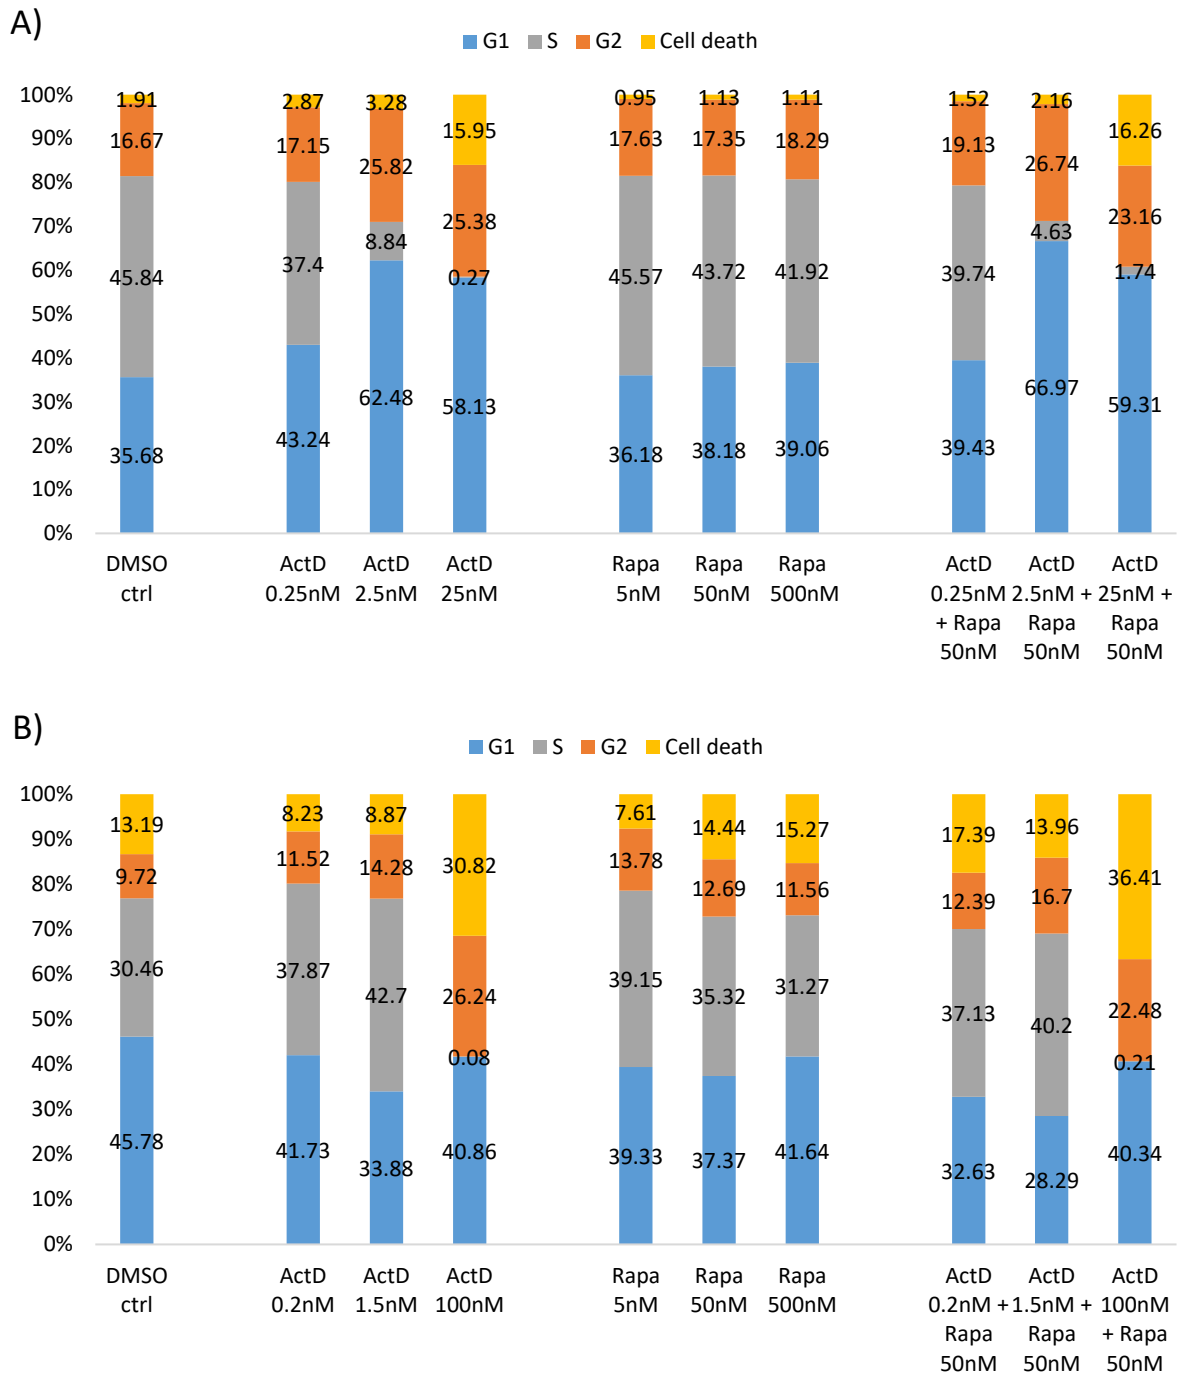 A)
G1 S G2 Cell death
100%
90%
80%
70%
60%
50%
40%
30%
20%
10%
0%
1.91 2.87 3.28 15.95 0.95 1.13 1.11 1.52 2.16 16.26
16.67 17.15 25.82 25.38 17.63 17.35 18.29 19.13 26.74 23.16
45.84 37.4 8.84 0.27 45.57 43.72 41.92 39.74 4.63 1.74
35.68 43.24 62.48 58.13 36.18 38.18 39.06 39.43 66.97 59.31
DMSO ActD ActD ActD Rapa Rapa Rapa ActD ActD ActD
ctrl 0.25nM 2.5nM 25nM 5nM 50nM 500nM 0.25nM 2.5nM + 25nM +
+ Rapa Rapa Rapa
50nM 50nM 50nM
B)
G1 S G2 Cell death
100%
90%
80%
70%
60%
50%
40%
30%
20%
10%
0%
13.19 8.23 8.87 30.82 7.61 14.44 15.27 17.39 13.96 36.41
9.72 11.52 14.28 26.24 13.78 12.69 11.56 12.39 16.7 22.48
30.46 37.87 42.7 0.08 39.15 35.32 31.27 37.13 40.2 0.21
45.78 41.73 33.88 40.86 39.33 37.37 41.64 32.63 28.29 40.34
DMSO ActD ActD ActD Rapa Rapa Rapa ActD ActD ActD
ctrl 0.2nM 1.5nM 100nM 5nM 50nM 500nM 0.2nM + 1.5nM + 100nM
Rapa Rapa + Rapa
50nM 50nM 50nM